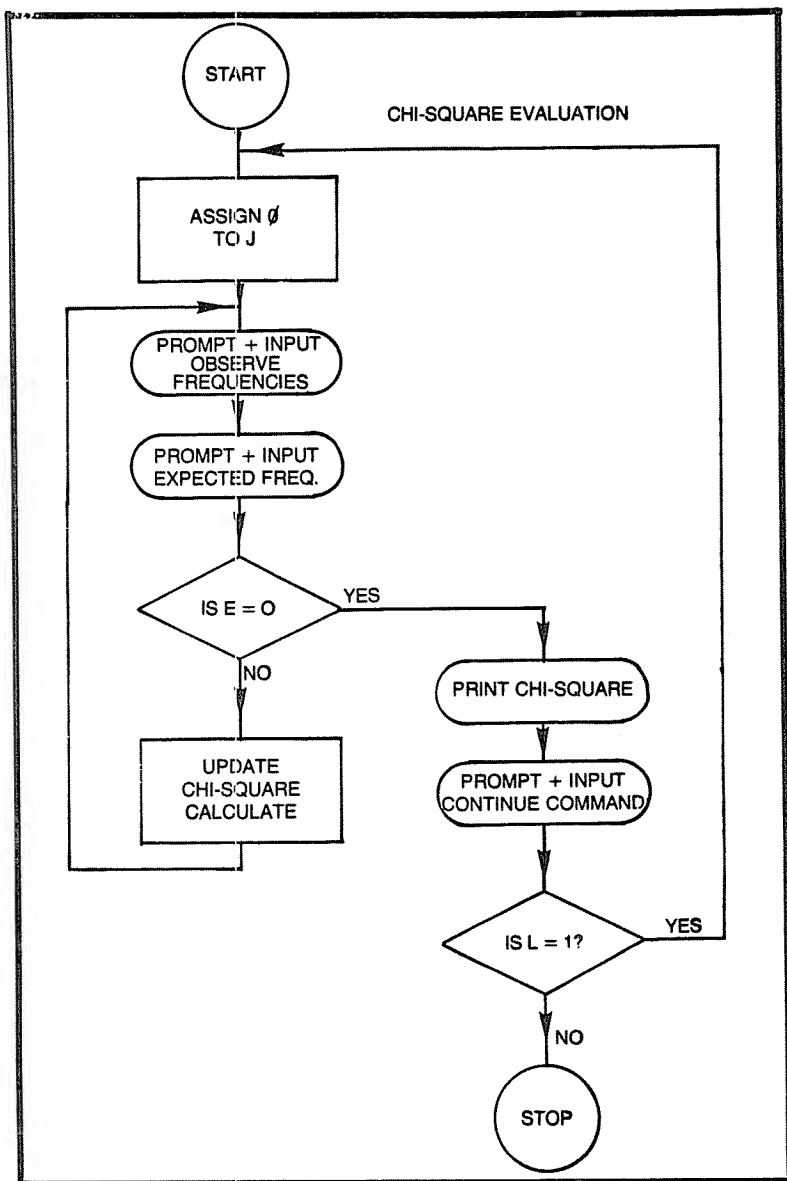 START
CHI-SQUARE EVALUATION
ASSIGN Ø
TO J
PROMPT + INPUT
OBSERVE
FREQUENCIES
PROMPT + INPUT
EXPECTED FREQ.
IS E = O
YES
NO
PRINT CHI-SQUARE
UPDATE
CHI-SQUARE
CALCULATE
PROMPT + INPUT
CONTINUE COMMAND
IS L = 1?
YES
NO
STOP